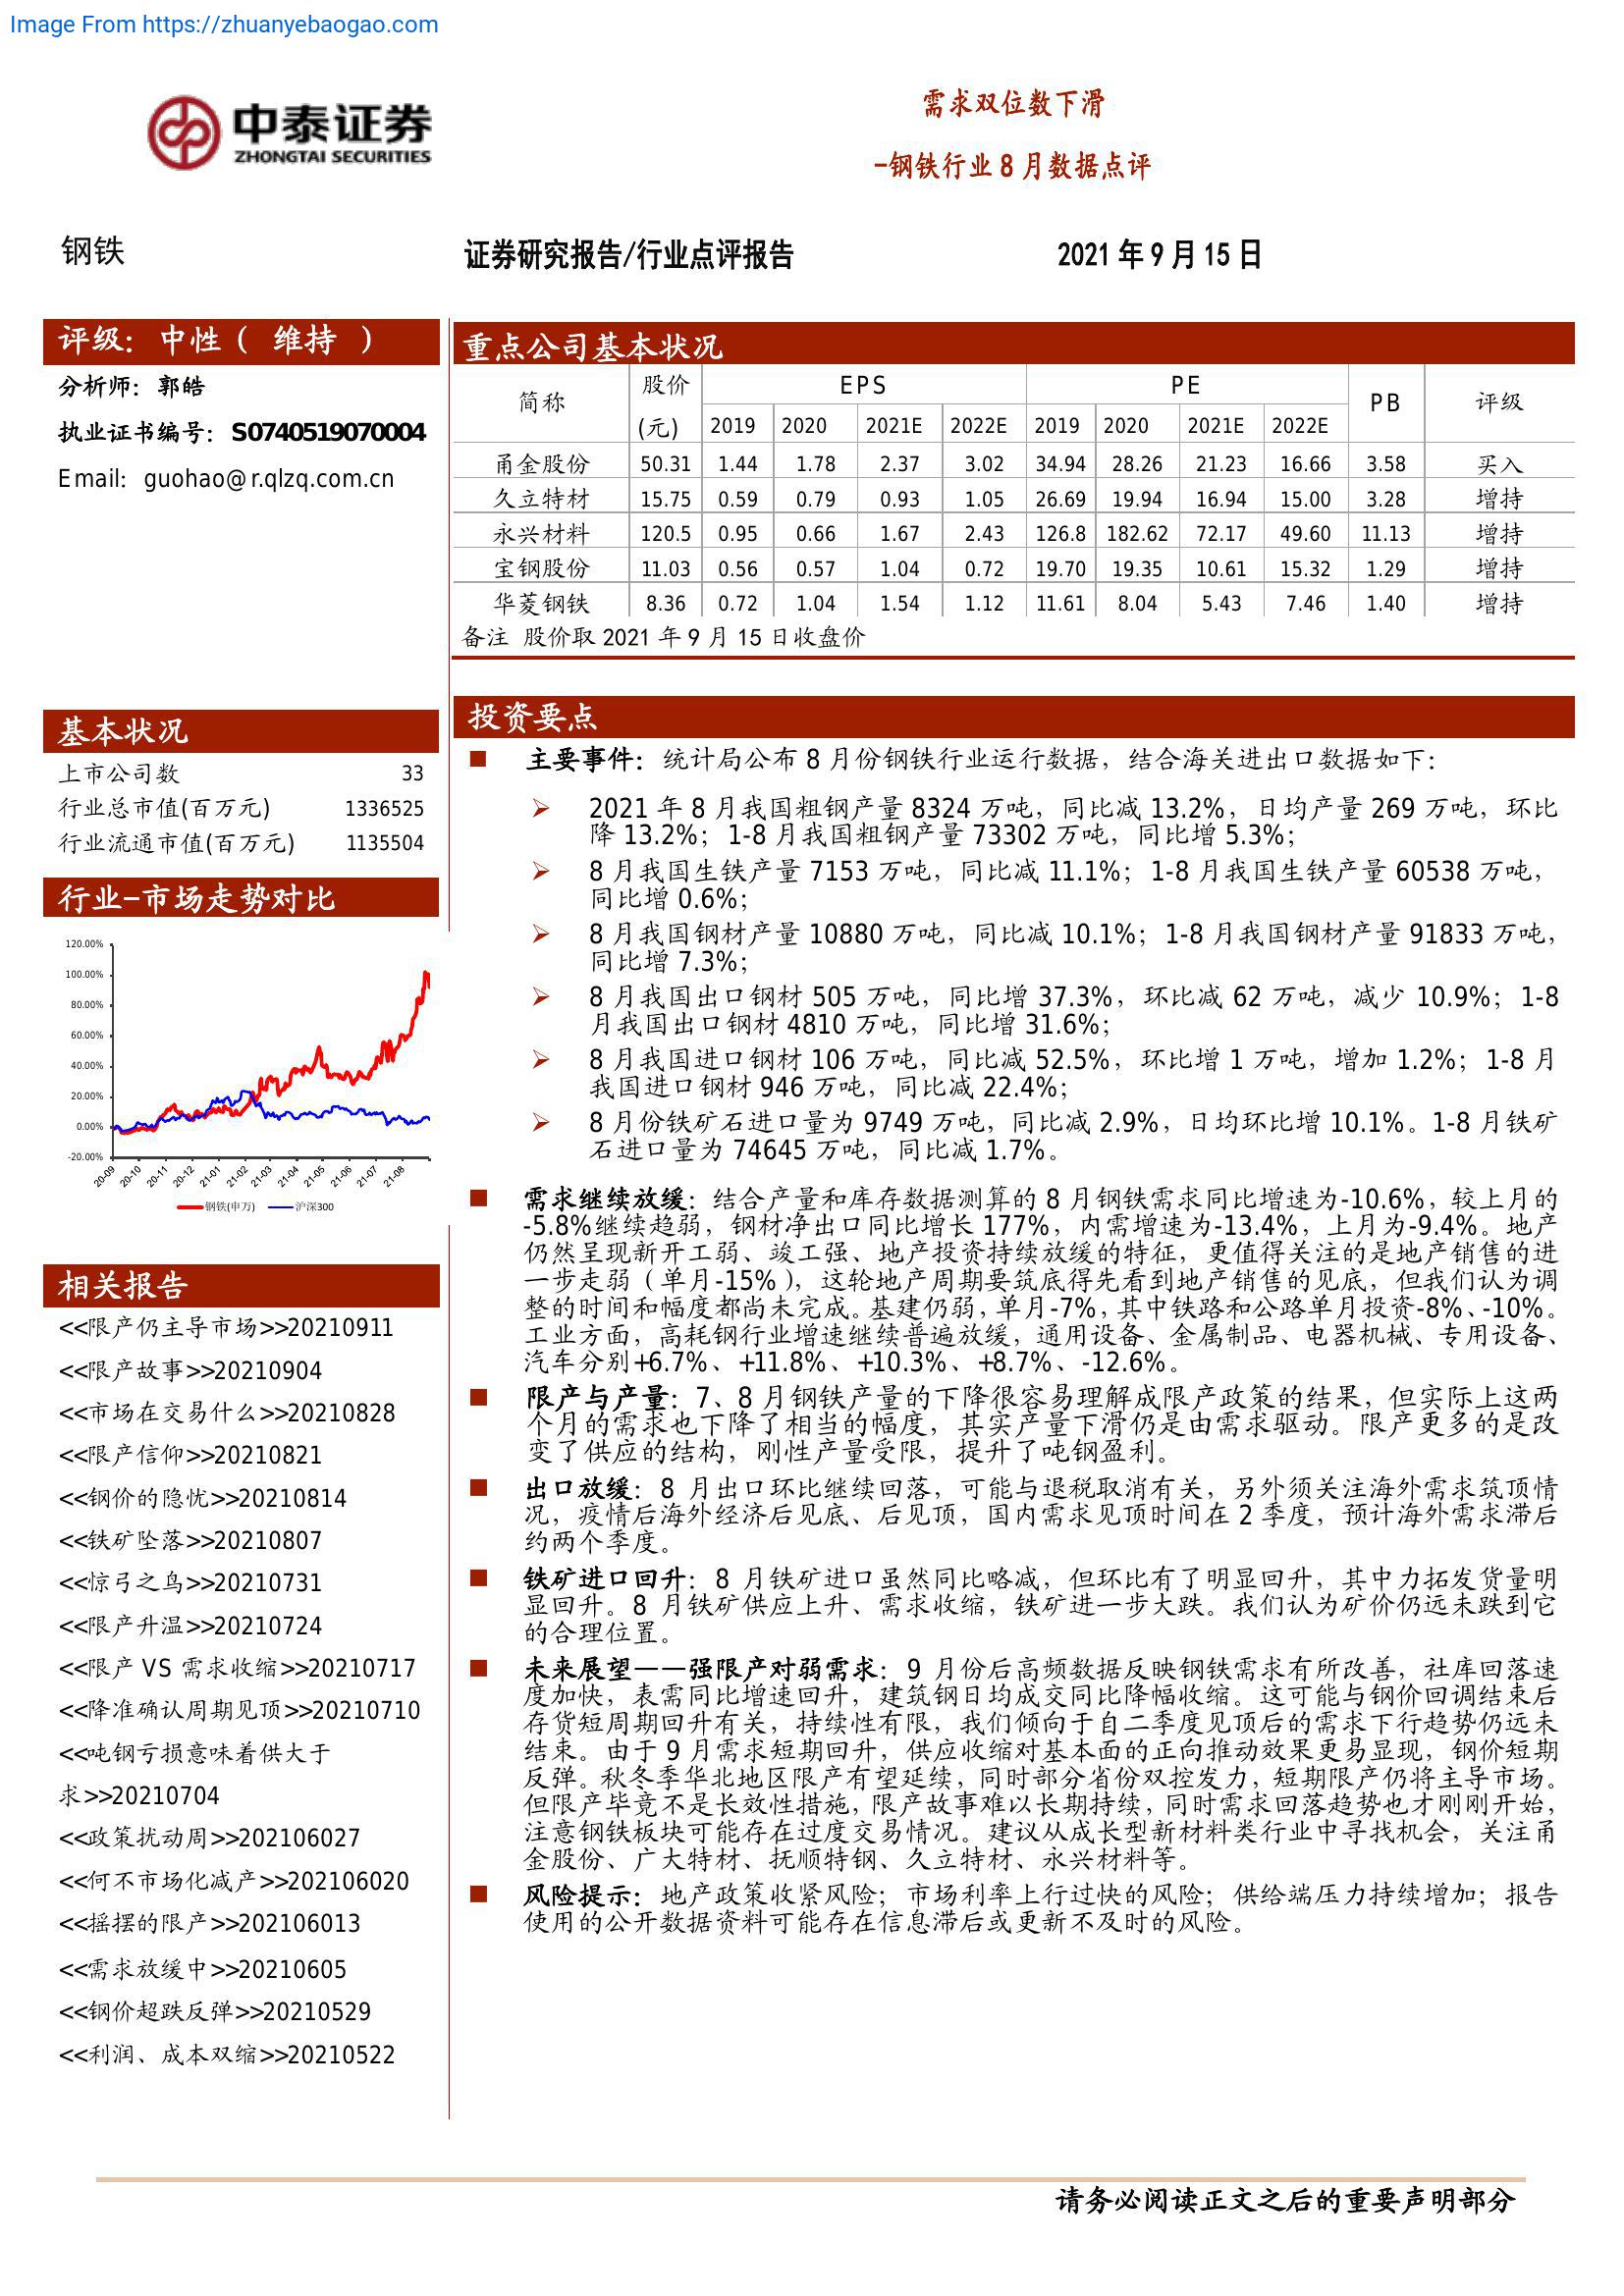 Image From https://zhuanyebaogao.com
中泰证券
ZHONGTAI SECURITIES
需求双位数下滑
-钢铁行业 8 月数据点评
钢铁
证券研究报告/行业点评报告
2021 年 9 月 15 日
评级：中性（ 维持 ）
分析师：郭皓
执业证书编号：S0740519070004
Email：guohao@r.qlzq.com.cn
基本状况
上市公司数 33
行业总市值(百万元) 1336525
行业流通市值(百万元) 1135504
行业-市场走势对比
120.00%
100.00%
80.00%
60.00%
40.00%
20.00%
0.00%
-20.00%
20-09 20-10 20-11 20-12 21-01 21-02 21-03 21-04 21-05 21-06 21-07 21-08
钢铁(申万) 沪深300
相关报告
<<限产仍主导市场>>20210911
<<限产故事>>20210904
<<市场在交易什么>>20210828
<<限产信仰>>20210821
<<钢价的隐忧>>20210814
<<铁矿坠落>>20210807
<<惊弓之鸟>>20210731
<<限产升温>>20210724
<<限产 VS 需求收缩>>20210717
<<降准确认周期见顶>>20210710
<<吨钢亏损意味着供大于
求>>20210704
<<政策扰动周>>202106027
<<何不市场化减产>>202106020
<<摇摆的限产>>202106013
<<需求放缓中>>20210605
<<钢价超跌反弹>>20210529
<<利润、成本双缩>>20210522
重点公司基本状况
简称 股价 EPS PE PB 评级
(元) 2019 2020 2021E 2022E 2019 2020 2021E 2022E
甬金股份 50.31 1.44 1.78 2.37 3.02 34.94 28.26 21.23 16.66 3.58 买入
久立特材 15.75 0.59 0.79 0.93 1.05 26.69 19.94 16.94 15.00 3.28 增持
永兴材料 120.5 0.95 0.66 1.67 2.43 126.8 182.62 72.17 49.60 11.13 增持
宝钢股份 11.03 0.56 0.57 1.04 0.72 19.70 19.35 10.61 15.32 1.29 增持
华菱钢铁 8.36 0.72 1.04 1.54 1.12 11.61 8.04 5.43 7.46 1.40 增持
备注 股价取 2021 年 9 月 15 日收盘价
投资要点
■ 主要事件：统计局公布 8 月份钢铁行业运行数据，结合海关进出口数据如下：
➢ 2021 年 8 月我国粗钢产量 8324 万吨，同比减 13.2%，日均产量 269 万吨，环比
降 13.2%；1-8 月我国粗钢产量 73302 万吨，同比增 5.3%；
➢ 8 月我国生铁产量 7153 万吨，同比减 11.1%；1-8 月我国生铁产量 60538 万吨，
同比增 0.6%；
➢ 8 月我国钢材产量 10880 万吨，同比减 10.1%；1-8 月我国钢材产量 91833 万吨，
同比增 7.3%；
➢ 8 月我国出口钢材 505 万吨，同比增 37.3%，环比减 62 万吨，减少 10.9%；1-8
月我国出口钢材 4810 万吨，同比增 31.6%；
➢ 8 月我国进口钢材 106 万吨，同比减 52.5%，环比增 1 万吨，增加 1.2%；1-8 月
我国进口钢材 946 万吨，同比减 22.4%；
➢ 8 月份铁矿石进口量为 9749 万吨，同比减 2.9%，日均环比增 10.1%。1-8 月铁矿
石进口量为 74645 万吨，同比减 1.7%。
■ 需求继续放缓：结合产量和库存数据测算的 8 月钢铁需求同比增速为-10.6%，较上月的
-5.8%继续趋弱，钢材净出口同比增长 177%，内需增速为-13.4%，上月为-9.4%。地产
仍然呈现新开工弱、竣工强、地产投资持续放缓的特征，更值得关注的是地产销售的进
一步走弱（单月-15%），这轮地产周期要筑底得先看到地产销售的见底，但我们认为调
整的时间和幅度都尚未完成。基建仍弱，单月-7%，其中铁路和公路单月投资-8%、-10%。
工业方面，高耗钢行业增速继续普遍放缓，通用设备、金属制品、电器机械、专用设备、
汽车分别+6.7%、+11.8%、+10.3%、+8.7%、-12.6%。
■ 限产与产量：7、8 月钢铁产量的下降很容易理解成限产政策的结果，但实际上这两
个月的需求也下降了相当的幅度，其实产量下滑仍是由需求驱动。限产更多的是改
变了供应的结构，刚性产量受限，提升了吨钢盈利。
■ 出口放缓：8 月出口环比继续回落，可能与退税取消有关，另外须关注海外需求筑顶情
况，疫情后海外经济后见底、后见顶，国内需求见顶时间在 2 季度，预计海外需求滞后
约两个季度。
■ 铁矿进口回升：8 月铁矿进口虽然同比略减，但环比有了明显回升，其中力拓发货量明
显回升。8 月铁矿供应上升、需求收缩，铁矿进一步大跌。我们认为矿价仍远未跌到它
的合理位置。
■ 未来展望——强限产对弱需求：9 月份后高频数据反映钢铁需求有所改善，社库回落速
度加快，表需同比增速回升，建筑钢日均成交同比降幅收缩。这可能与钢价回调结束后
存货短周期回升有关，持续性有限，我们倾向于自二季度见顶后的需求下行趋势仍远未
结束。由于 9 月需求短期回升，供应收缩对基本面的正向推动效果更易显现，钢价短期
反弹。秋冬季华北地区限产有望延续，同时部分省份双控发力，短期限产仍将主导市场。
但限产毕竟不是长效性措施，限产故事难以长期持续，同时需求回落趋势也才刚刚开始，
注意钢铁板块可能存在过度交易情况。建议从成长型新材料类行业中寻找机会，关注甬
金股份、广大特材、抚顺特钢、久立特材、永兴材料等。
■ 风险提示：地产政策收紧风险；市场利率上行过快的风险；供给端压力持续增加；报告
使用的公开数据资料可能存在信息滞后或更新不及时的风险。
请务必阅读正文之后的重要声明部分